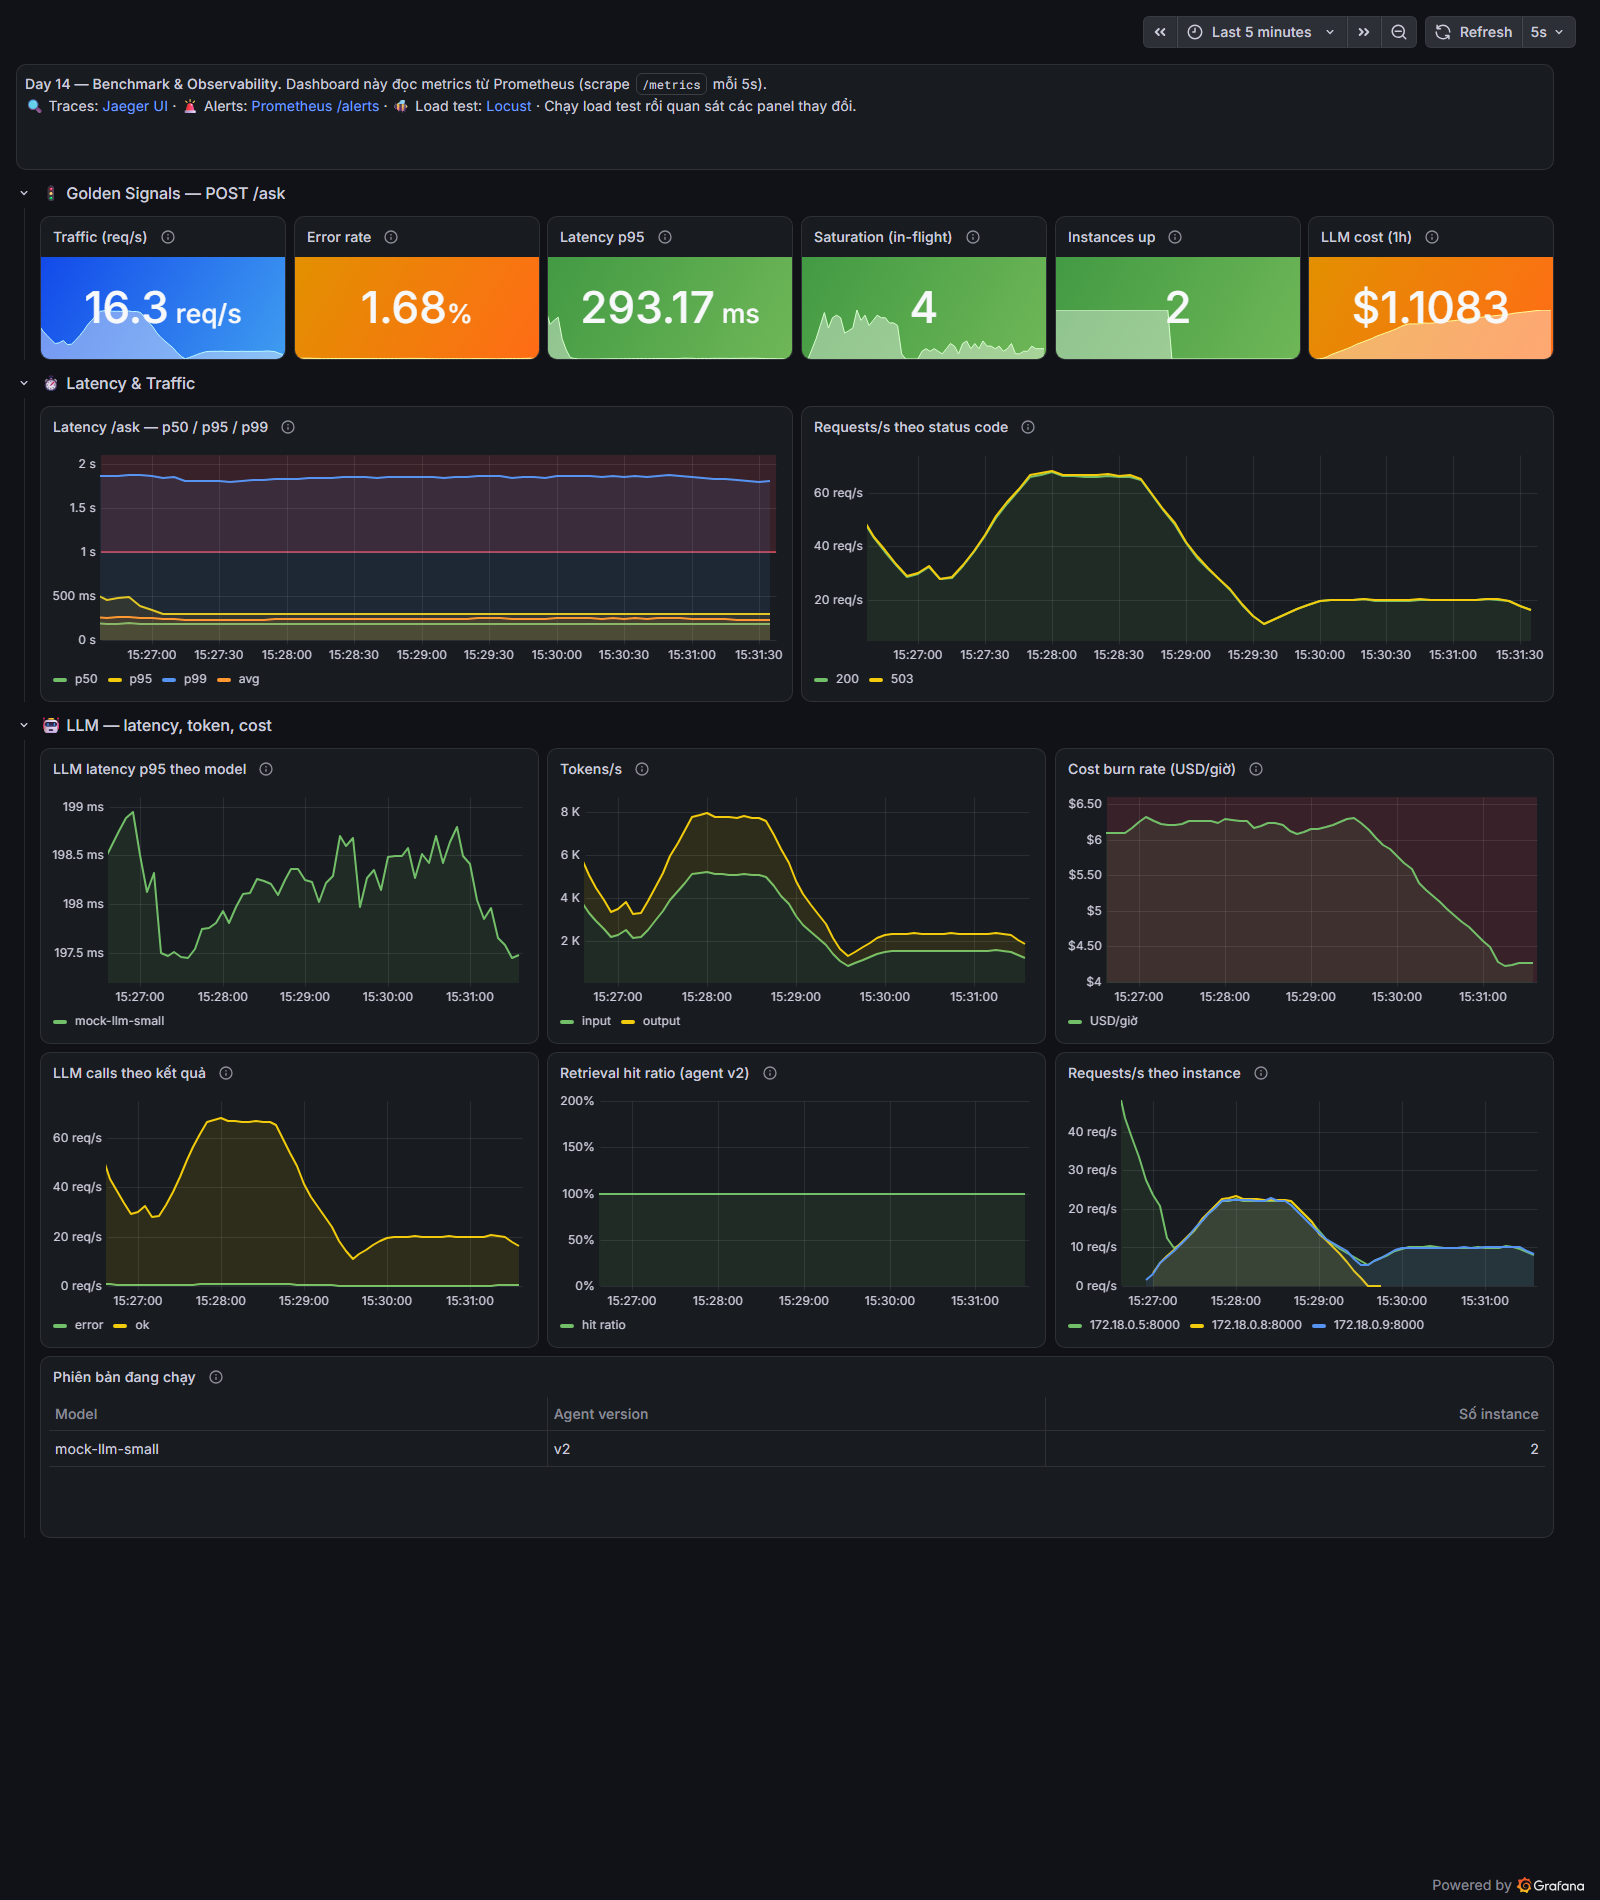 Last 5 minutes
Refresh
5s
Day 14 — Benchmark & Observability. Dashboard này đọc metrics từ Prometheus (scrape /metrics mỗi 5s).
Traces: Jaeger UI · Alerts: Prometheus /alerts · Load test: Locust · Chạy load test rồi quan sát các panel thay đổi.
Golden Signals — POST /ask
Traffic (req/s)
16.3 req/s
Error rate
1.68%
Latency p95
293.17 ms
Saturation (in-flight)
4
Instances up
2
LLM cost (1h)
$1.1083
Latency & Traffic
Latency /ask — p50 / p95 / p99
2 s
1.5 s
1 s
500 ms
0 s
15:27:00 15:27:30 15:28:00 15:28:30 15:29:00 15:29:30 15:30:00 15:30:30 15:31:00 15:31:30
p50 p95 p99 avg
Requests/s theo status code
60 req/s
40 req/s
20 req/s
15:27:00 15:27:30 15:28:00 15:28:30 15:29:00 15:29:30 15:30:00 15:30:30 15:31:00 15:31:30
200 503
LLM — latency, token, cost
LLM latency p95 theo model
199 ms
198.5 ms
198 ms
197.5 ms
15:27:00 15:28:00 15:29:00 15:30:00 15:31:00
mock-llm-small
Tokens/s
8 K
6 K
4 K
2 K
15:27:00 15:28:00 15:29:00 15:30:00 15:31:00
input output
Cost burn rate (USD/giờ)
$6.50
$6
$5.50
$5
$4.50
$4
15:27:00 15:28:00 15:29:00 15:30:00 15:31:00
USD/giờ
LLM calls theo kết quả
60 req/s
40 req/s
20 req/s
0 req/s
15:27:00 15:28:00 15:29:00 15:30:00 15:31:00
error ok
Retrieval hit ratio (agent v2)
200%
150%
100%
50%
0%
15:27:00 15:28:00 15:29:00 15:30:00 15:31:00
hit ratio
Requests/s theo instance
40 req/s
30 req/s
20 req/s
10 req/s
0 req/s
15:27:00 15:28:00 15:29:00 15:30:00 15:31:00
172.18.0.5:8000 172.18.0.8:8000 172.18.0.9:8000
Phiên bản đang chạy
Model Agent version Số instance
mock-llm-small v2 2
Powered by Grafana